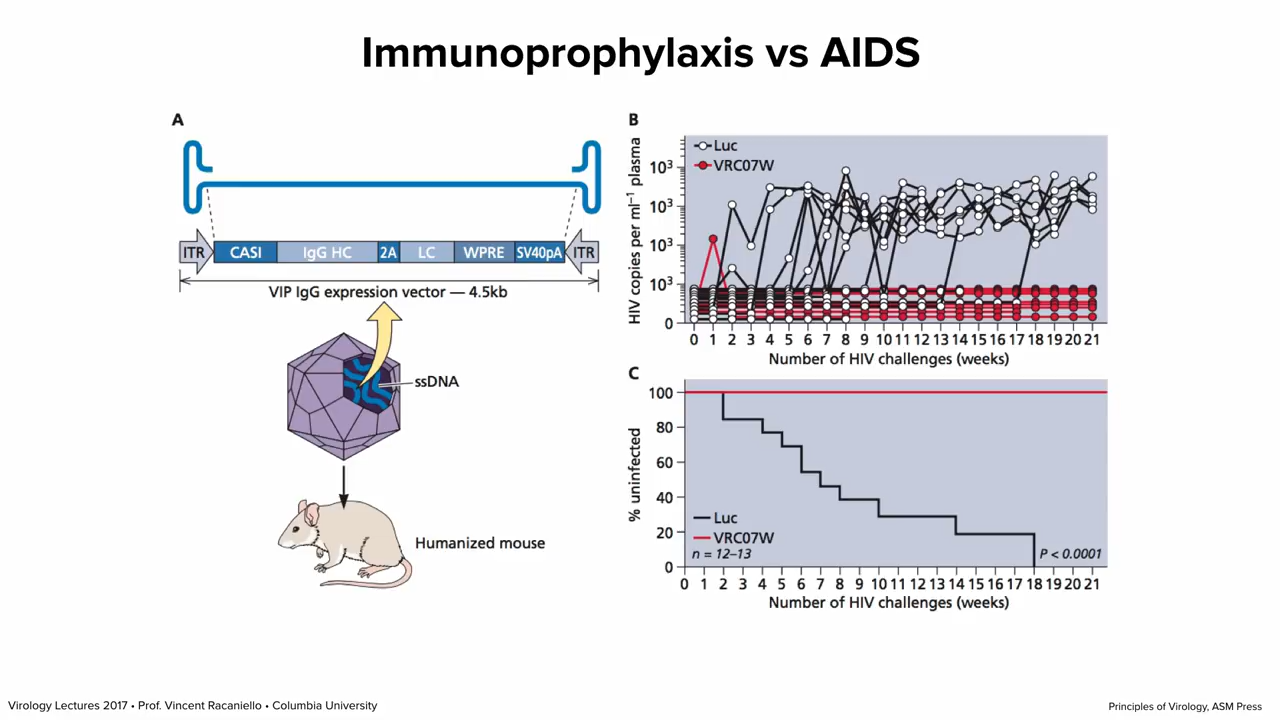 Immunoprophylaxis vs AIDS
A
ITR CASI IgG HC 2A LC WPRE SV40pA ITR
VIP IgG expression vector — 4.5kb
ssDNA
Humanized mouse
B
HIV copies per ml⁻¹ plasma
Luc
VRC07W
10³
10³
10³
10³
0
0 1 2 3 4 5 6 7 8 9 10 11 12 13 14 15 16 17 18 19 20 21
Number of HIV challenges (weeks)
C
% uninfected
100
80
60
40
20
0
Luc
VRC07W
n = 12–13
P < 0.0001
0 1 2 3 4 5 6 7 8 9 10 11 12 13 14 15 16 17 18 19 20 21
Number of HIV challenges (weeks)
Virology Lectures 2017 • Prof. Vincent Racaniello • Columbia University
Principles of Virology, ASM Press